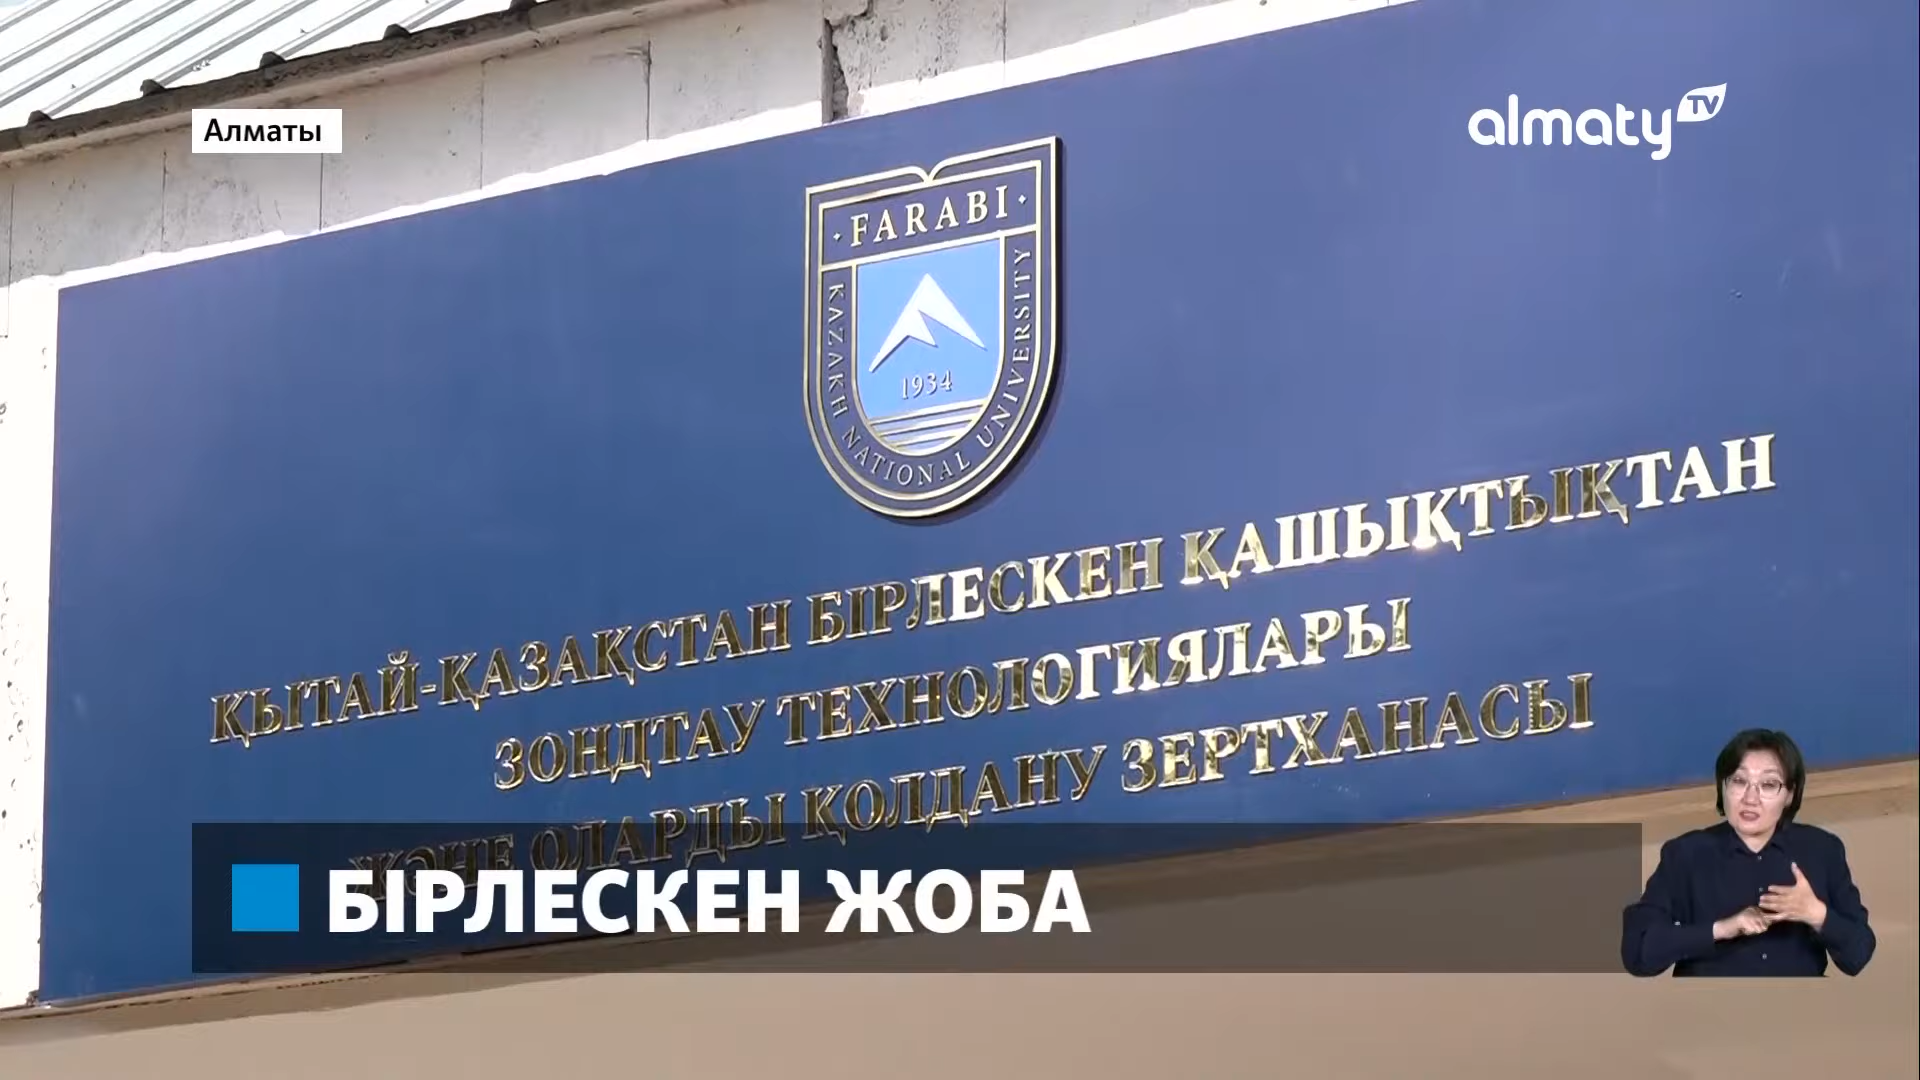 Алматы
almaty TV
· FARABI ·
KAZAKH NATIONAL UNIVERSITY
1934
ҚЫТАЙ-ҚАЗАҚСТАН БІРЛЕСКЕН ҚАШЫҚТЫҚТАН
ЗОНДТАУ ТЕХНОЛОГИЯЛАРЫ
ЖӘНЕ ОЛАРДЫ ҚОЛДАНУ ЗЕРТХАНАСЫ
БІРЛЕСКЕН ЖОБА